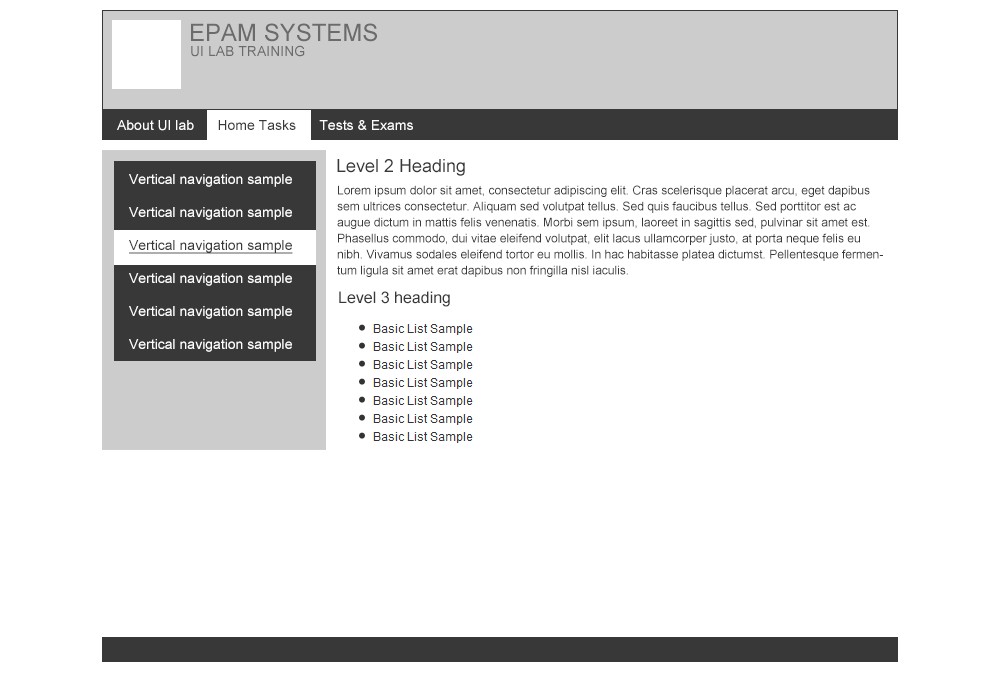 EPAM SYSTEMS
UI LAB TRAINING
About UI lab Home Tasks Tests & Exams
Vertical navigation sample
Vertical navigation sample
Vertical navigation sample
Vertical navigation sample
Vertical navigation sample
Vertical navigation sample
Level 2 Heading
Lorem ipsum dolor sit amet, consectetur adipiscing elit. Cras scelerisque placerat arcu, eget dapibus
sem ultrices consectetur. Aliquam sed volutpat tellus. Sed quis faucibus tellus. Sed porttitor est ac
augue dictum in mattis felis venenatis. Morbi sem ipsum, laoreet in sagittis sed, pulvinar sit amet est.
Phasellus commodo, dui vitae eleifend volutpat, elit lacus ullamcorper justo, at porta neque felis eu
nibh. Vivamus sodales eleifend tortor eu mollis. In hac habitasse platea dictumst. Pellentesque fermen-
tum ligula sit amet erat dapibus non fringilla nisl iaculis.
Level 3 heading
• Basic List Sample
• Basic List Sample
• Basic List Sample
• Basic List Sample
• Basic List Sample
• Basic List Sample
• Basic List Sample